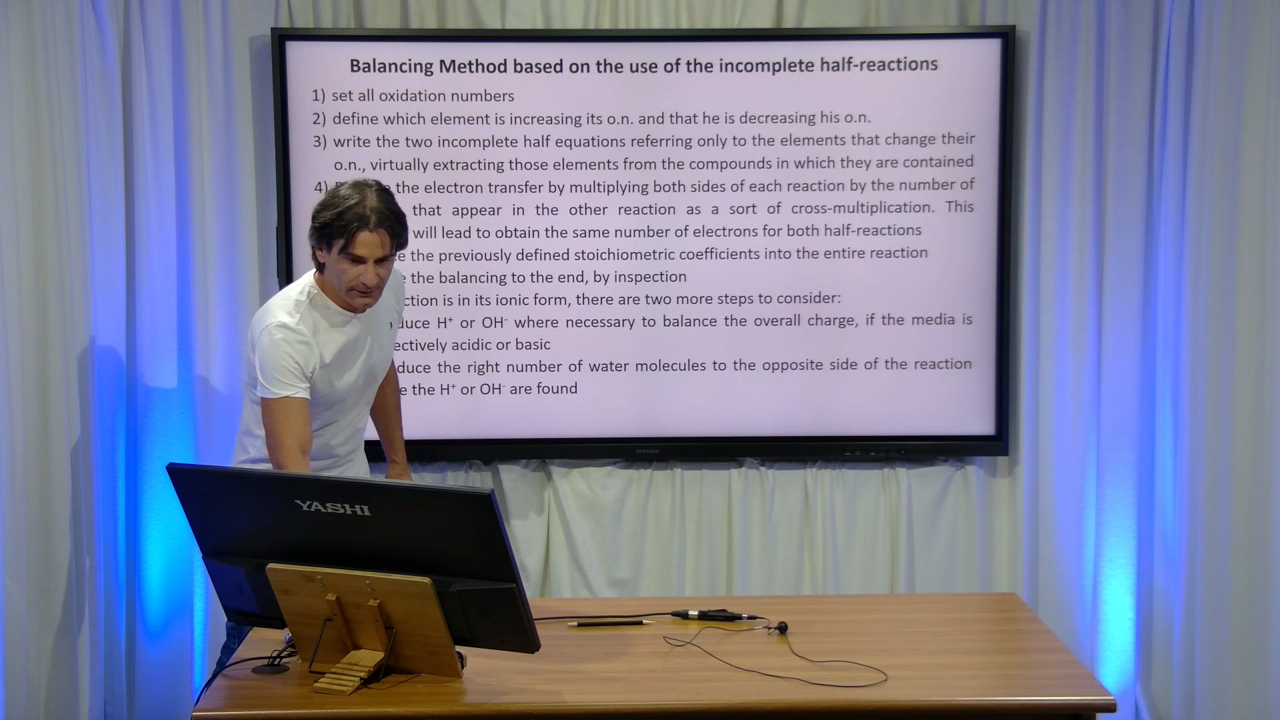 Balancing Method based on the use of the incomplete half-reactions
1) set all oxidation numbers
2) define which element is increasing its o.n. and that he is decreasing his o.n.
3) write the two incomplete half equations referring only to the elements that change their
o.n., virtually extracting those elements from the compounds in which they are contained
4) the electron transfer by multiplying both sides of each reaction by the number of
that appear in the other reaction as a sort of cross-multiplication. This
will lead to obtain the same number of electrons for both half-reactions
the previously defined stoichiometric coefficients into the entire reaction
the balancing to the end, by inspection
is in its ionic form, there are two more steps to consider:
H⁺ or OH⁻ where necessary to balance the overall charge, if the media is
acidic or basic
the right number of water molecules to the opposite side of the reaction
the H⁺ or OH⁻ are found
SAMSUNG
YASHI